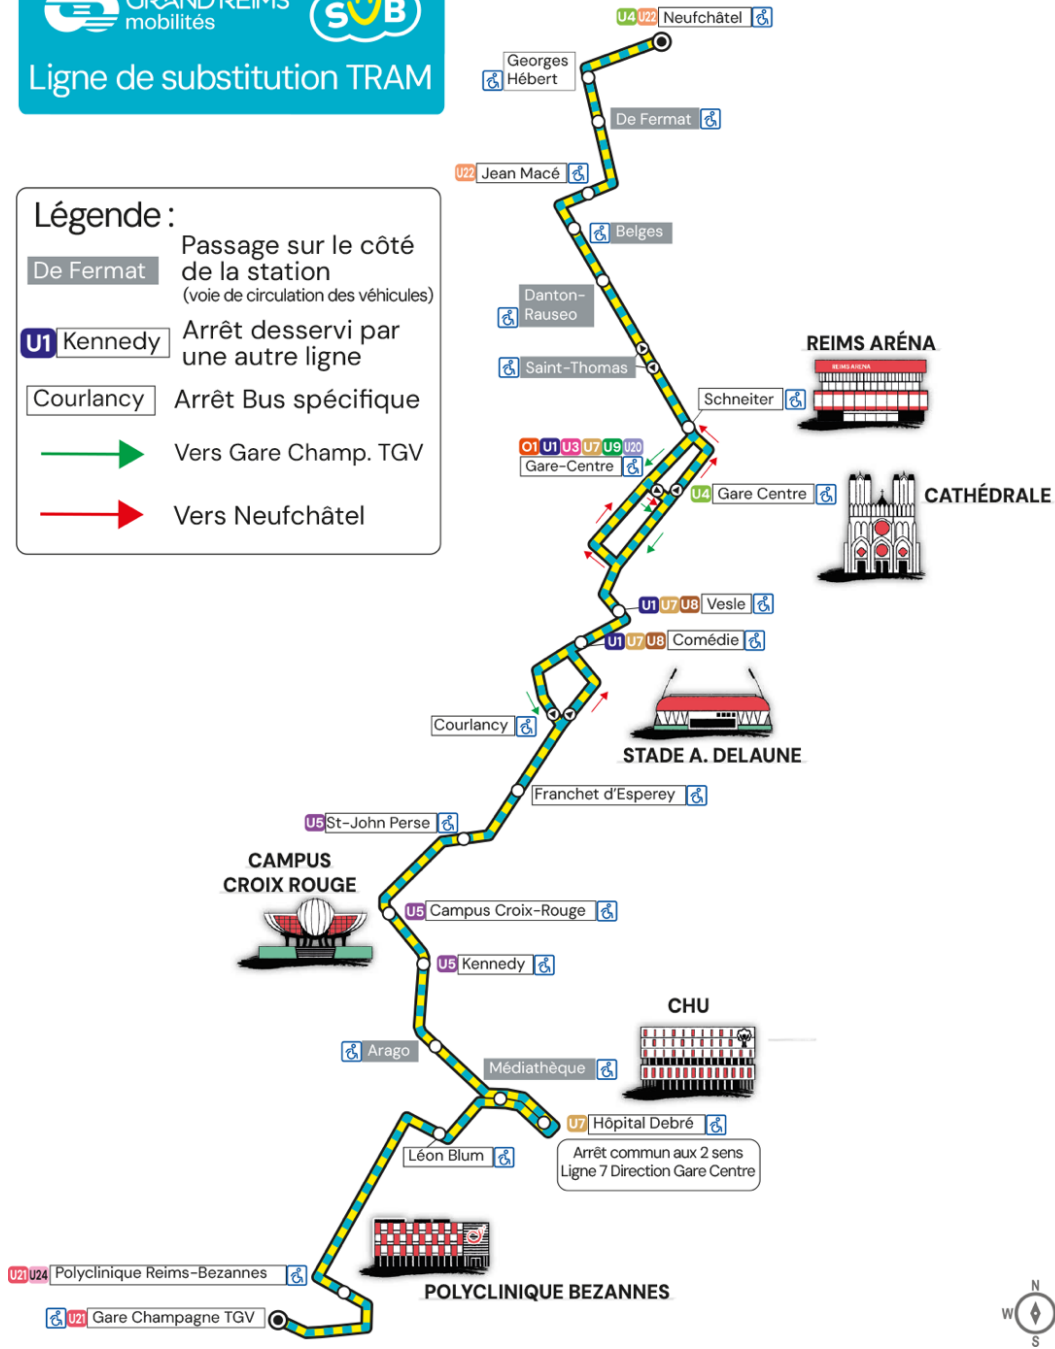 GRAND REIMS
mobilités
SUB
Ligne de substitution TRAM
Légende :
De Fermat
Passage sur le côté
de la station
(voie de circulation des véhicules)
U1 Kennedy
Arrêt desservi par
une autre ligne
Courlancy
Arrêt Bus spécifique
Vers Gare Champ. TGV
Vers Neufchâtel
U4 U22 Neufchâtel
Georges
Hébert
De Fermat
U22 Jean Macé
Belges
Danton-
Rauseo
Saint-Thomas
REIMS ARÉNA
REIMS ARENA
Schneiter
O1 U1 U3 U7 U9 U20
Gare-Centre
U4 Gare Centre
CATHÉDRALE
U1 U7 U8 Vesle
U1 U7 U8 Comédie
Courlancy
STADE A. DELAUNE
Franchet d'Esperey
U5 St-John Perse
CAMPUS
CROIX ROUGE
U5 Campus Croix-Rouge
U5 Kennedy
CHU
Arago
Médiathèque
U7 Hôpital Debré
Arrêt commun aux 2 sens
Ligne 7 Direction Gare Centre
Léon Blum
U21 U24 Polyclinique Reims-Bezannes
POLYCLINIQUE BEZANNES
U21 Gare Champagne TGV
N
W
S